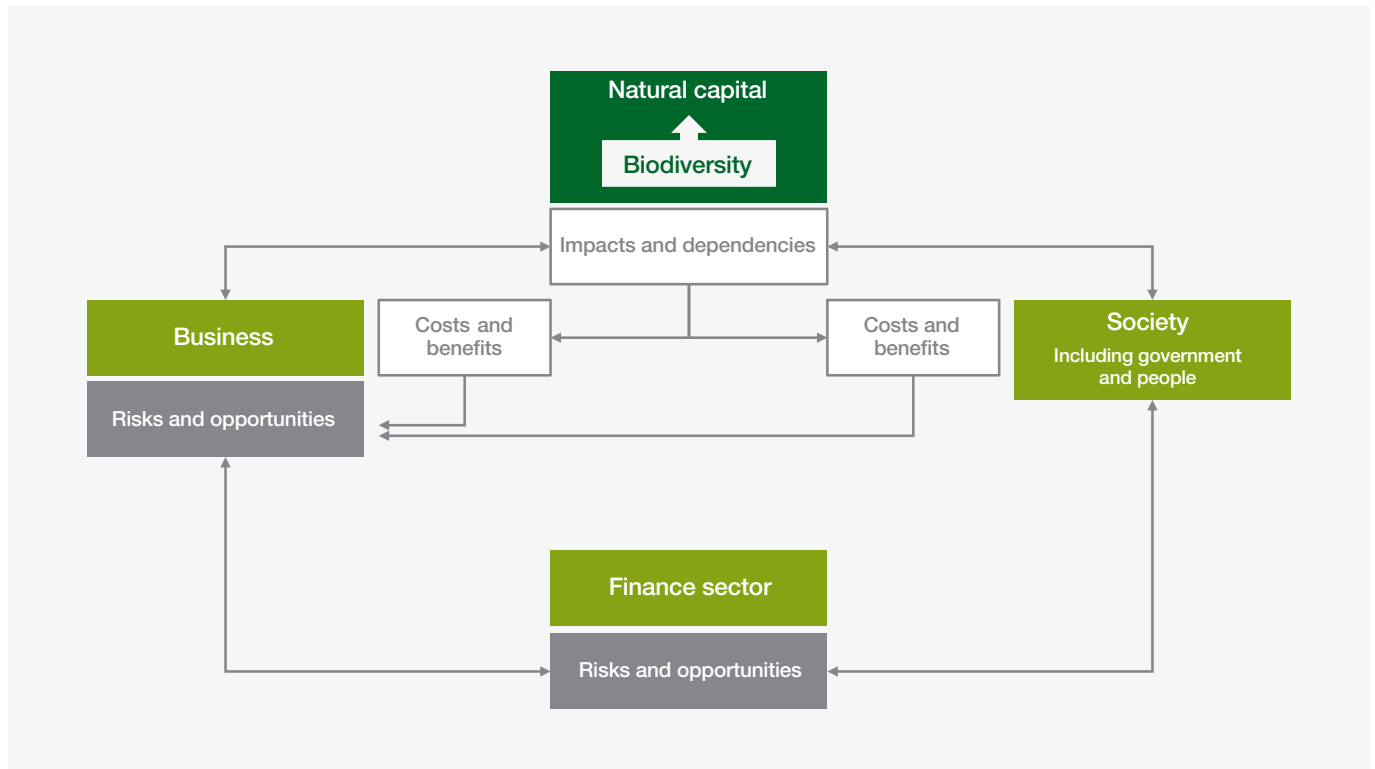 Natural capital
Biodiversity
Impacts and dependencies
Business
Costs and
benefits
Costs and
benefits
Society
Including government
and people
Risks and opportunities
Finance sector
Risks and opportunities